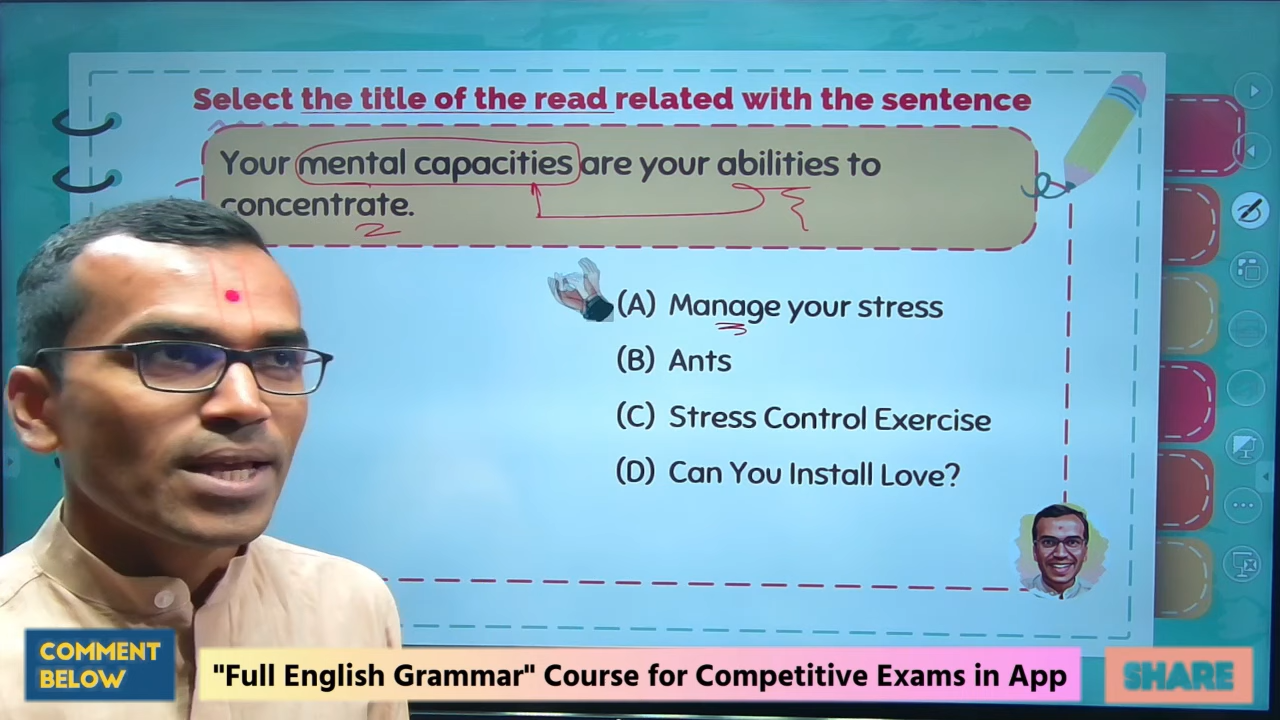 Select the title of the read related with the sentence
Your mental capacities are your abilities to
concentrate.
(A) Manage your stress
(B) Ants
(C) Stress Control Exercise
(D) Can You Install Love?
COMMENT
BELOW
"Full English Grammar" Course for Competitive Exams in App
SHARE